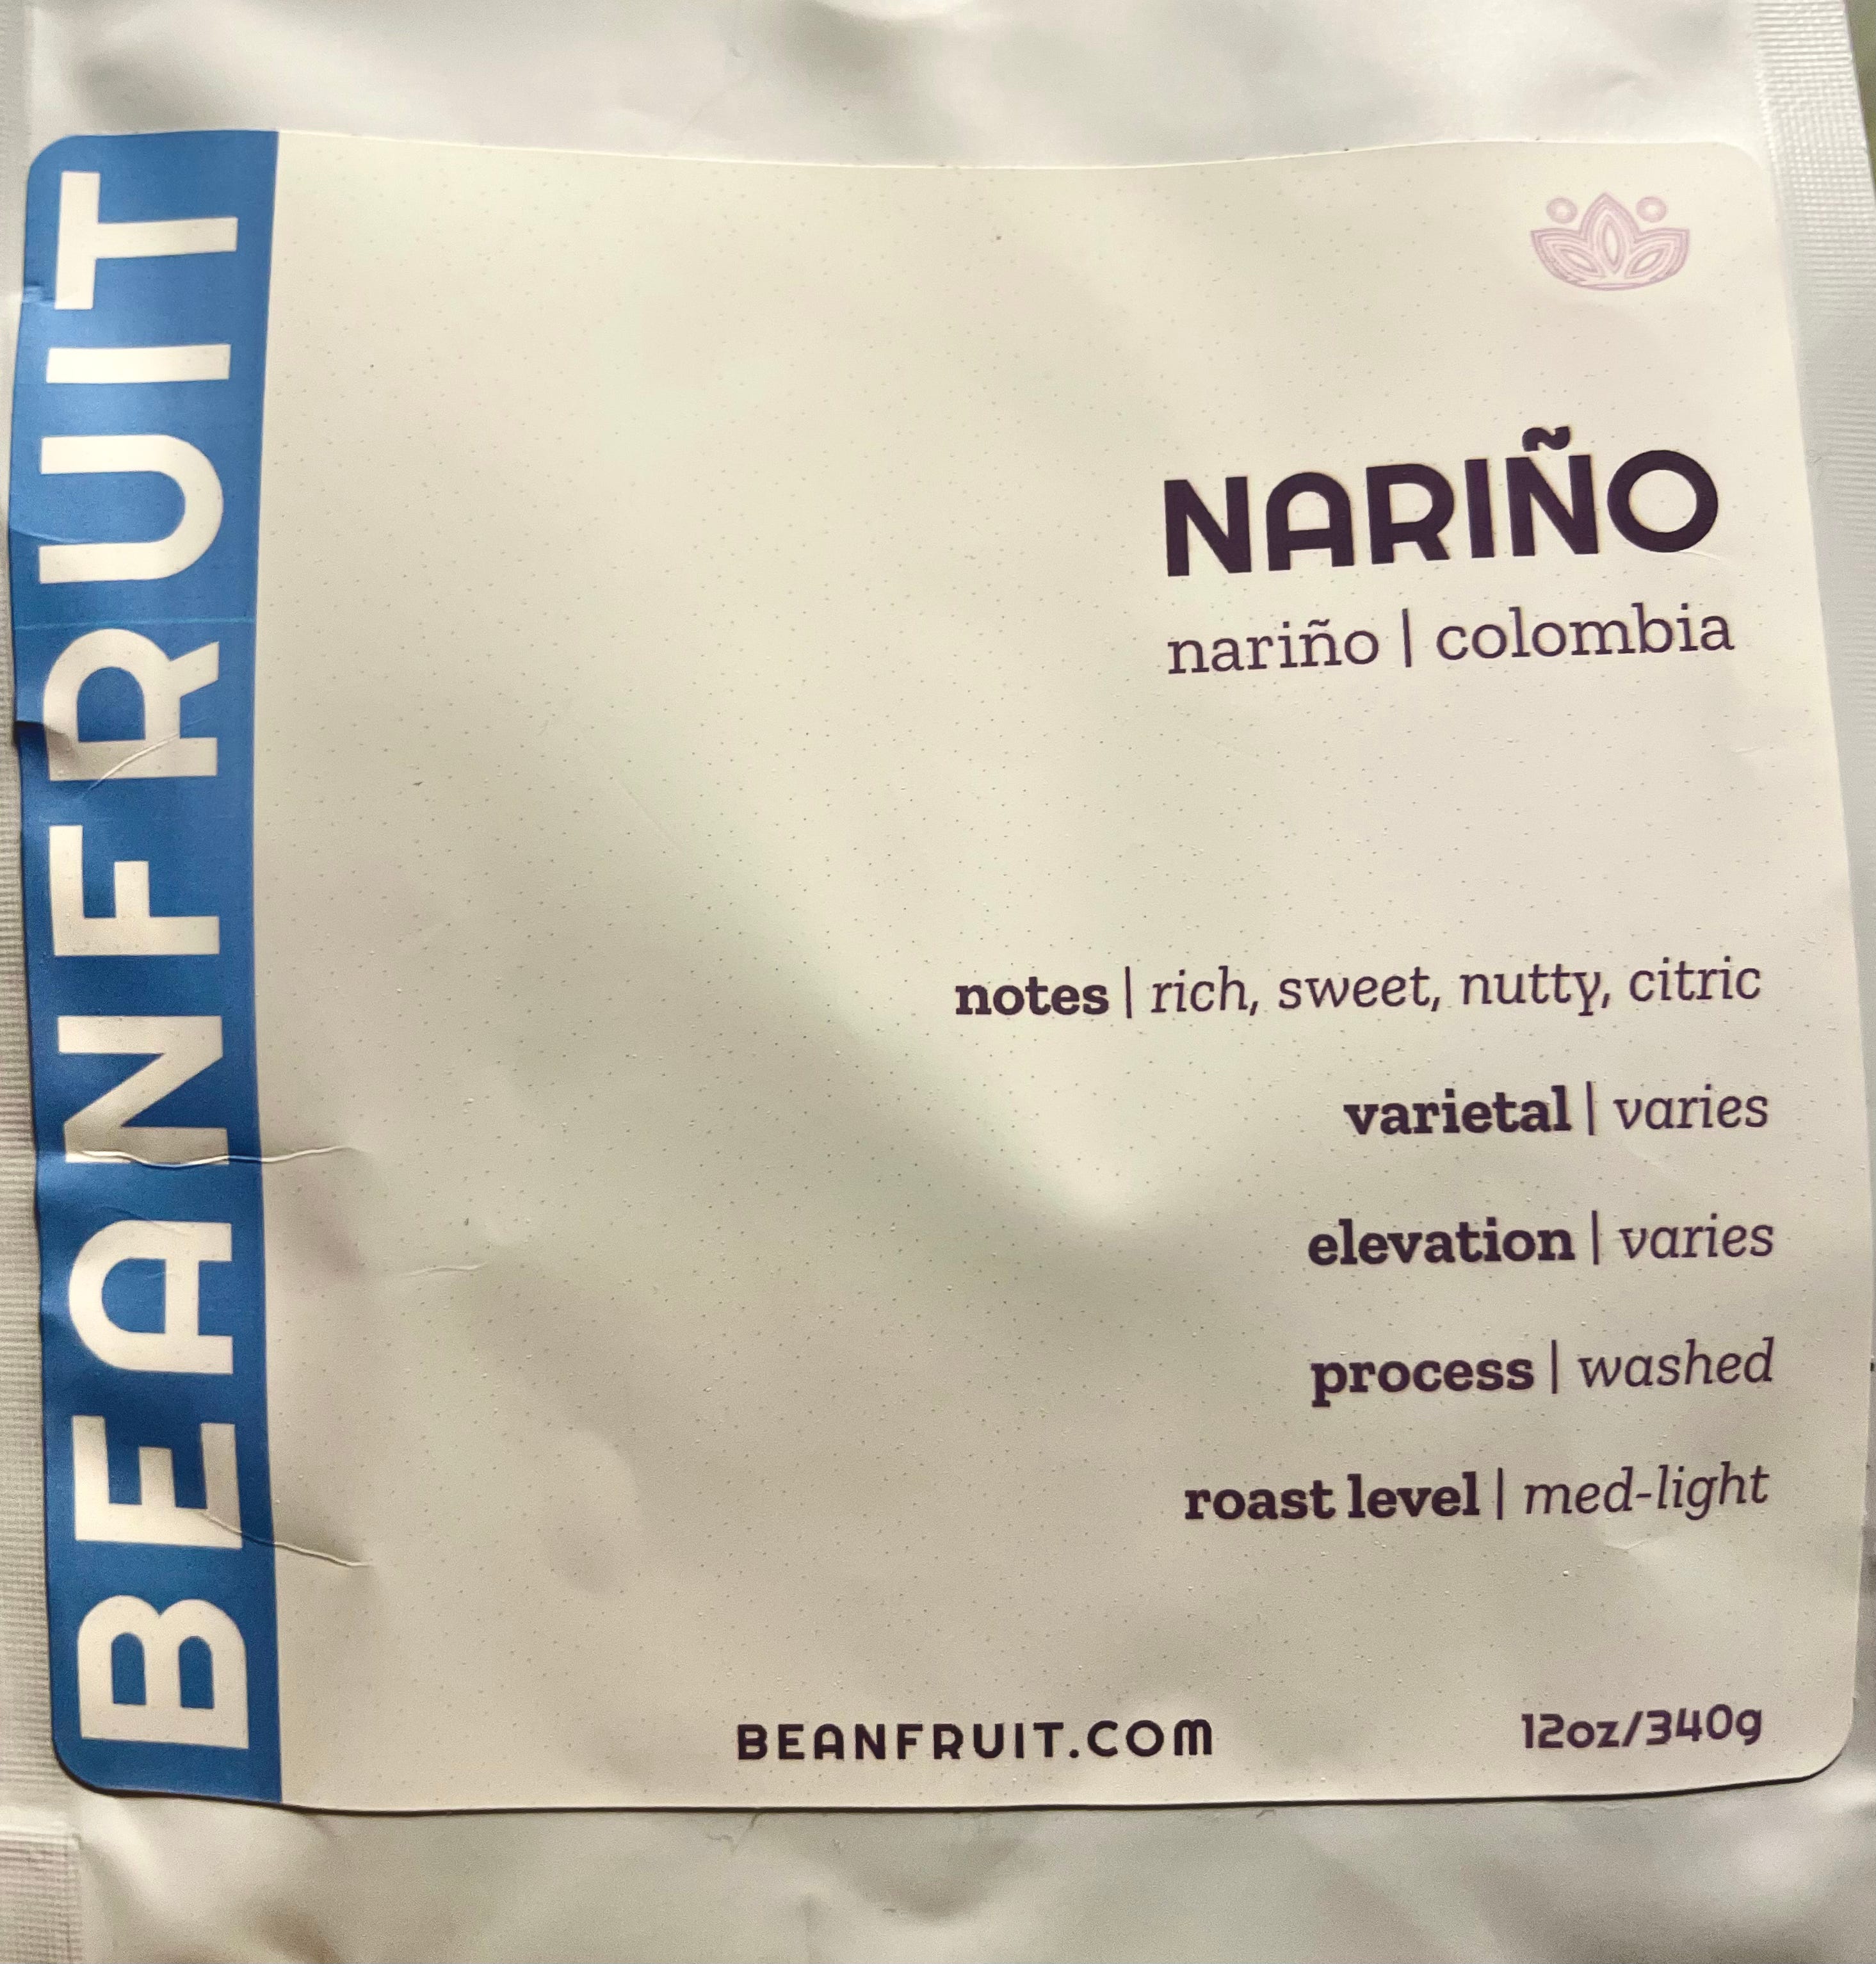 BEANFRUIT
NARIÑO
nariño | colombia
notes | rich, sweet, nutty, citric
varietal | varies
elevation | varies
process | washed
roast level | med-light
BEANFRUIT.COM
12oz/340g